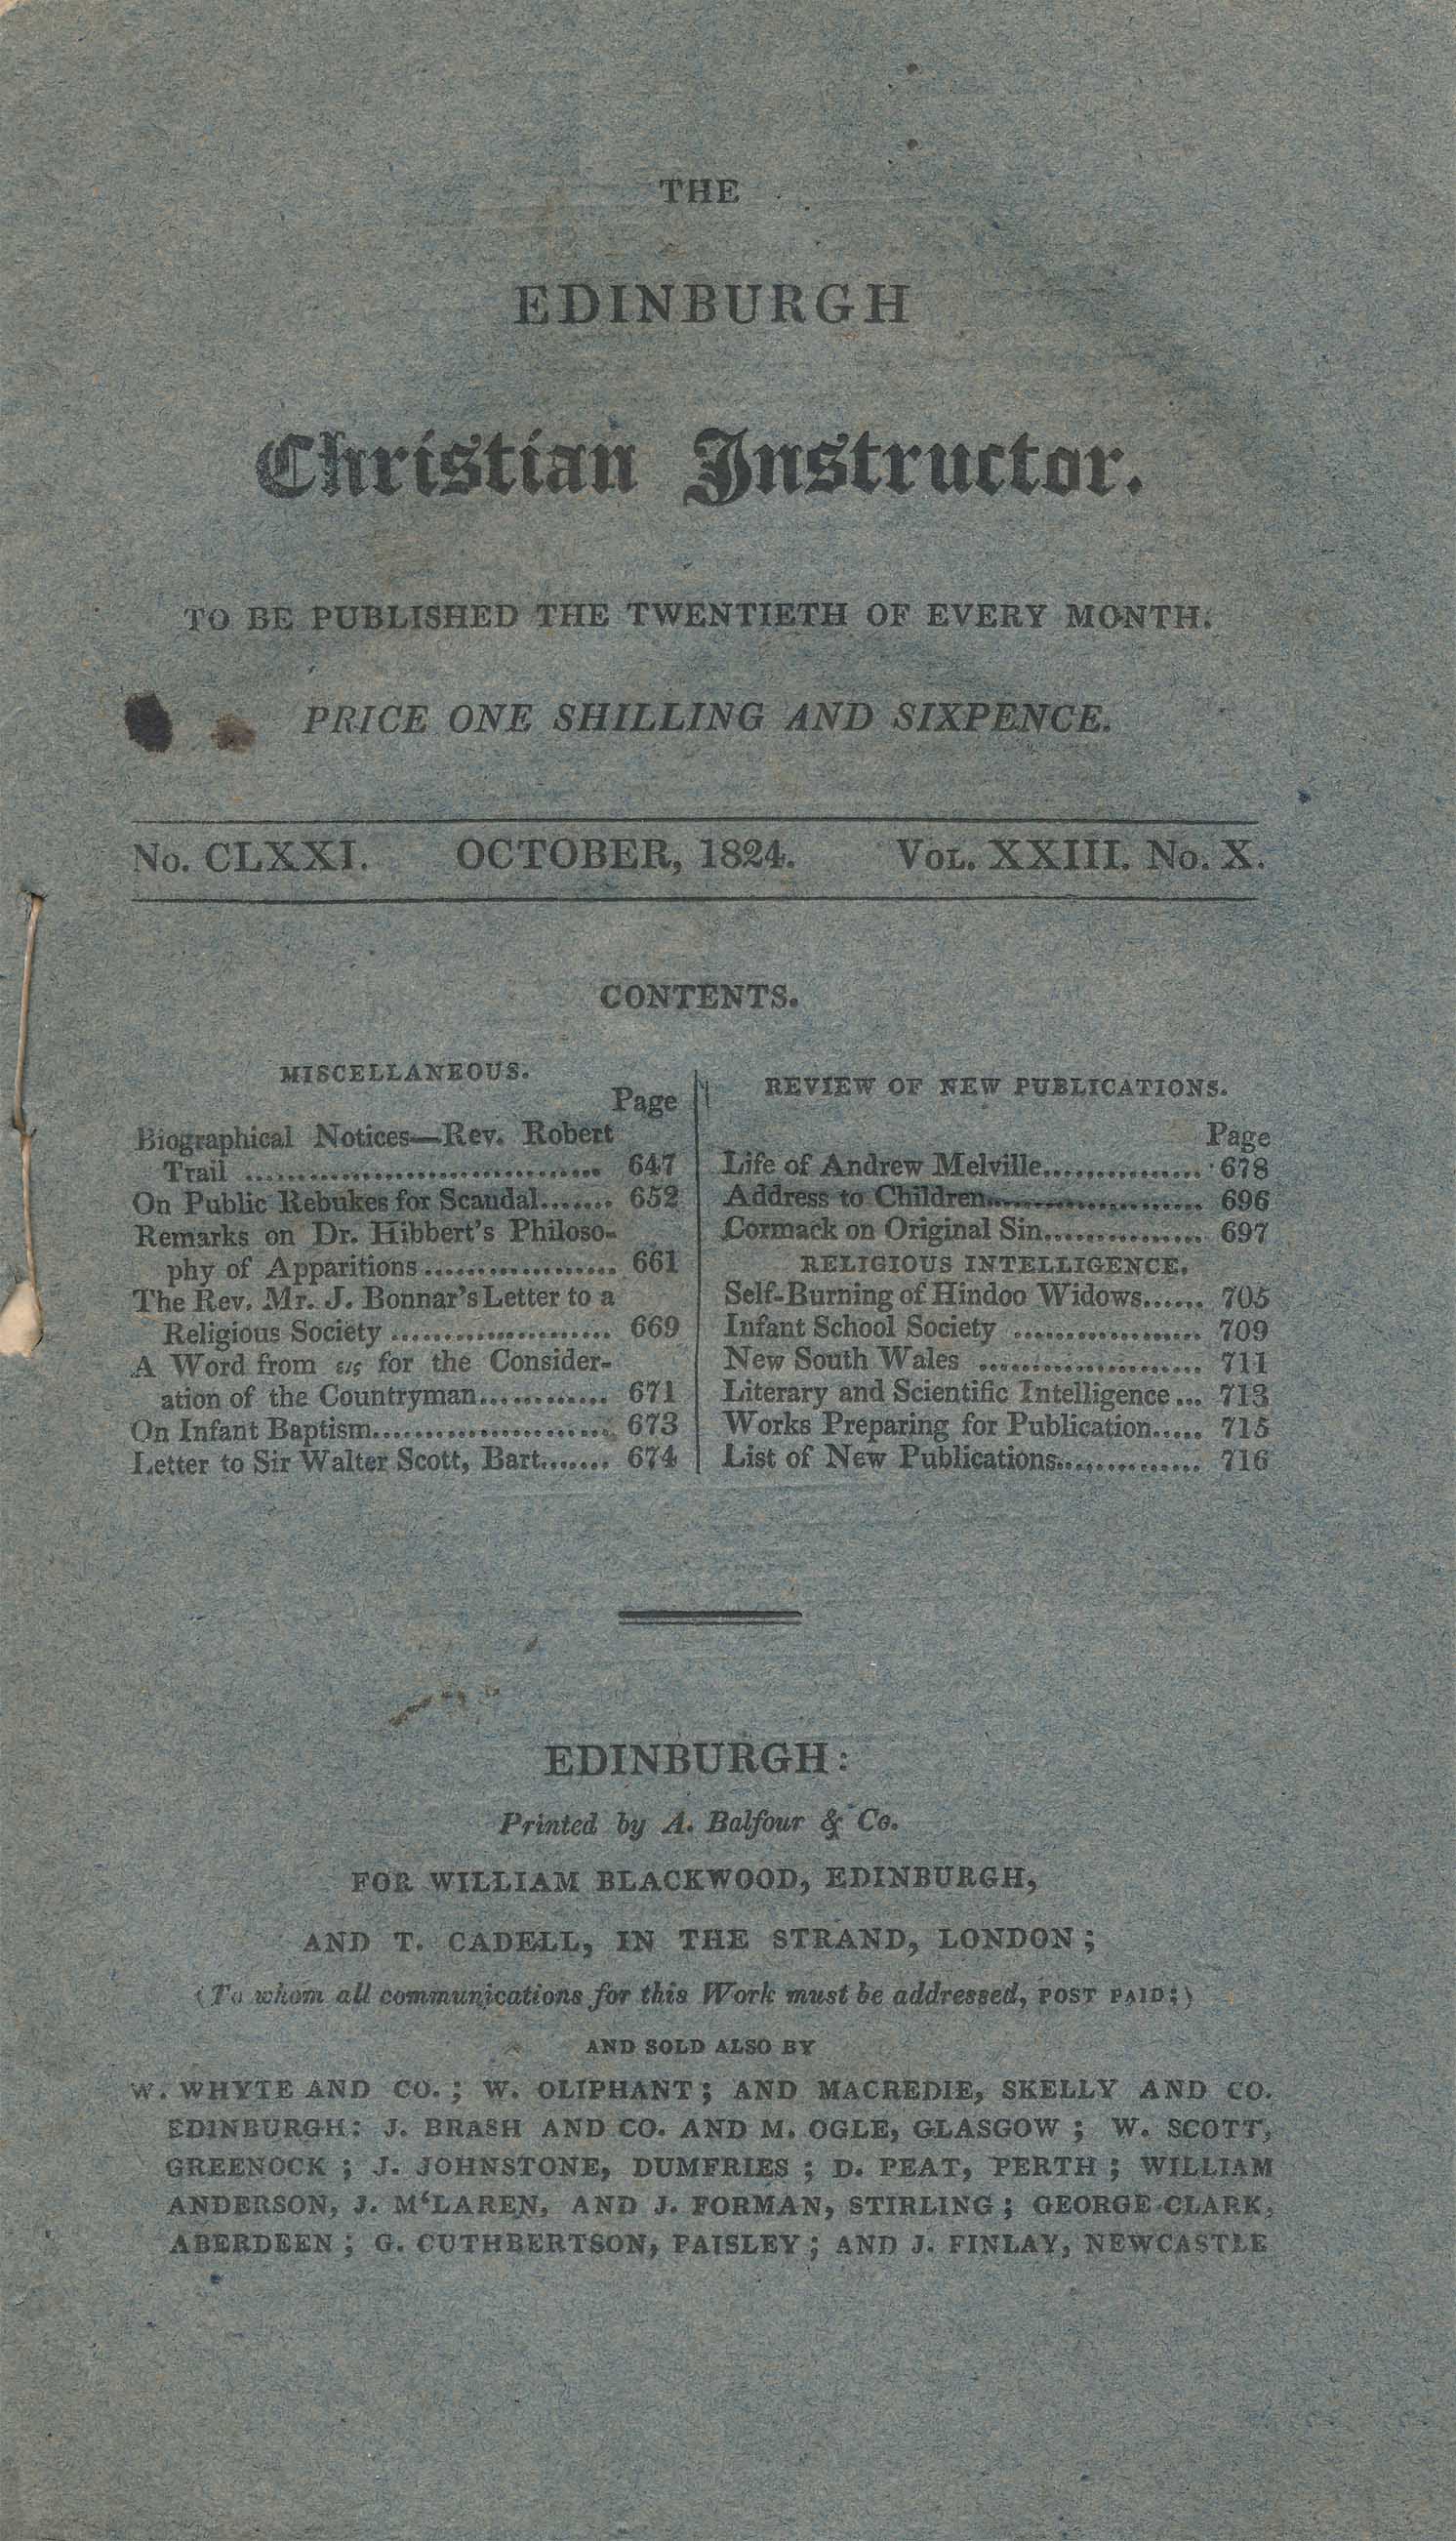 THE
EDINBURGH
Christian Instructor.
TO BE PUBLISHED THE TWENTIETH OF EVERY MONTH.
PRICE ONE SHILLING AND SIXPENCE.
No. CLXXI. OCTOBER, 1824. VOL. XXIII. No. X.
CONTENTS.
MISCELLANEOUS.
Page
Biographical Notices—Rev. Robert
Trail ................................. 647
On Public Rebukes for Scandal....... 652
Remarks on Dr. Hibbert's Philoso-
phy of Apparitions .................. 661
The Rev. Mr. J. Bonnar's Letter to a
Religious Society ..................... 669
A Word from εις for the Consider-
ation of the Countryman............ 671
On Infant Baptism....................... 673
Letter to Sir Walter Scott, Bart....... 674
REVIEW OF NEW PUBLICATIONS.
Page
Life of Andrew Melville............... 678
Address to Children.................... 696
Cormack on Original Sin............... 697
RELIGIOUS INTELLIGENCE.
Self-Burning of Hindoo Widows...... 705
Infant School Society .................. 709
New South Wales ..................... 711
Literary and Scientific Intelligence... 713
Works Preparing for Publication..... 715
List of New Publications.............. 716
EDINBURGH:
Printed by A. Balfour & Co.
FOR WILLIAM BLACKWOOD, EDINBURGH,
AND T. CADELL, IN THE STRAND, LONDON;
(To whom all communications for this Work must be addressed, POST PAID;)
AND SOLD ALSO BY
W. WHYTE AND CO.; W. OLIPHANT; AND MACREDIE, SKELLY AND CO.
EDINBURGH: J. BRASH AND CO. AND M. OGLE, GLASGOW; W. SCOTT,
GREENOCK; J. JOHNSTONE, DUMFRIES; D. PEAT, PERTH; WILLIAM
ANDERSON, J. M‘LAREN, AND J. FORMAN, STIRLING; GEORGE CLARK,
ABERDEEN; G. CUTHBERTSON, PAISLEY; AND J. FINLAY, NEWCASTLE